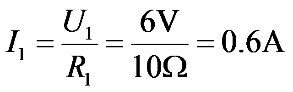 I₁ = U₁/R₁ = 6V/10Ω = 0.6A